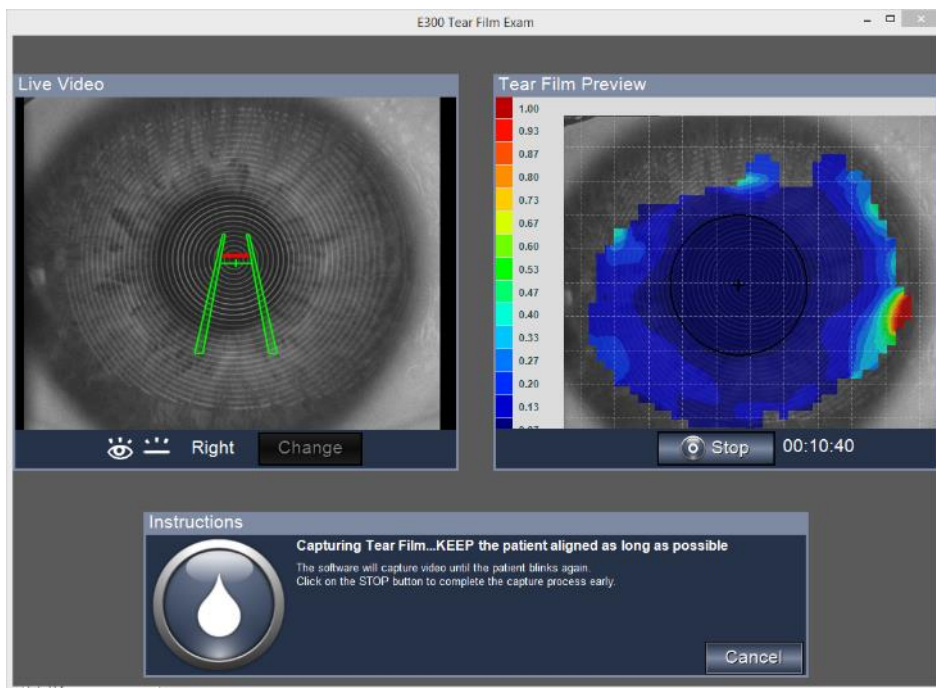 E300 Tear Film Exam
Live Video
Right
Change
Tear Film Preview
1.00
0.93
0.87
0.80
0.73
0.67
0.60
0.53
0.47
0.40
0.33
0.27
0.20
0.13
Stop
00:10:40
Instructions
Capturing Tear Film...KEEP the patient aligned as long as possible
The software will capture video until the patient blinks again.
Click on the STOP button to complete the capture process early.
Cancel